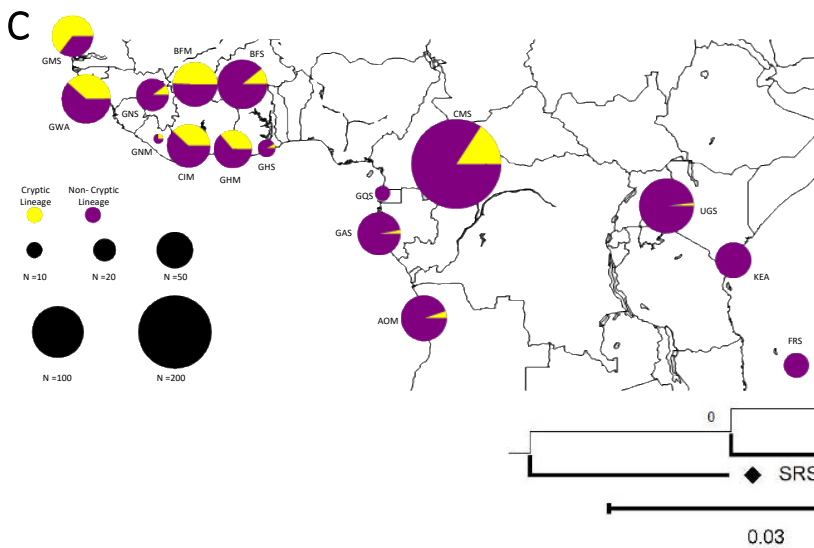 C
GMS
BFM
BFS
GWA
GNS
GNM
CIM
GHM
GHS
CMS
GQS
GAS
UGS
KEA
AOM
FRS
Cryptic
Lineage
Non- Cryptic
Lineage
N =10
N =20
N =50
N =100
N =200
0
SRS
0.03